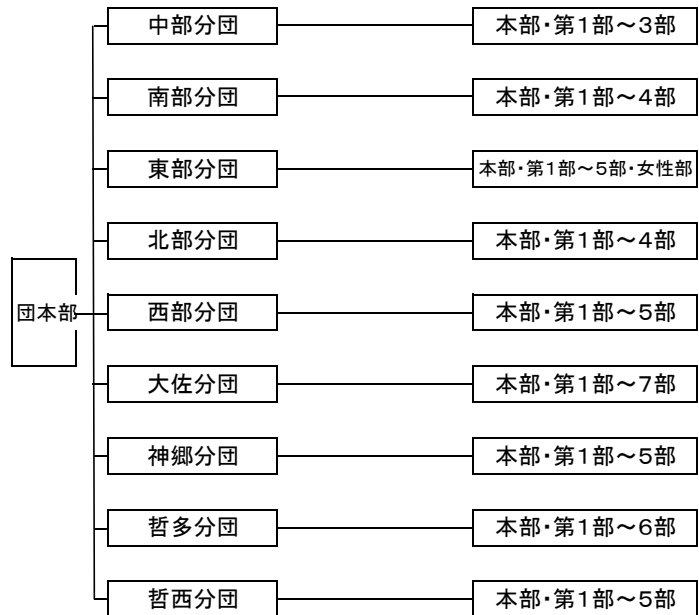 中部分団
本部・第1部～3部
南部分団
本部・第1部～4部
東部分団
本部・第1部～5部・女性部
北部分団
本部・第1部～4部
団本部
西部分団
本部・第1部～5部
大佐分団
本部・第1部～7部
神郷分団
本部・第1部～5部
哲多分団
本部・第1部～6部
哲西分団
本部・第1部～5部